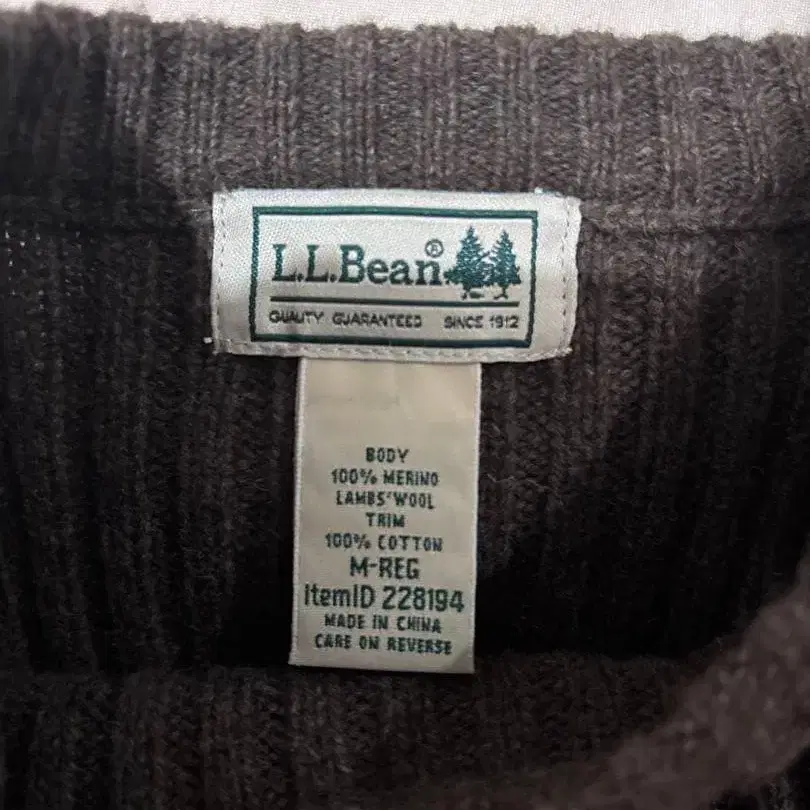 L.L.Bean®
QUALITY GUARANTEED SINCE 1912
BODY
100% MERINO
LAMBS'WOOL
TRIM
100% COTTON
M-REG
ItemID 228194
MADE IN CHINA
CARE ON REVERSE